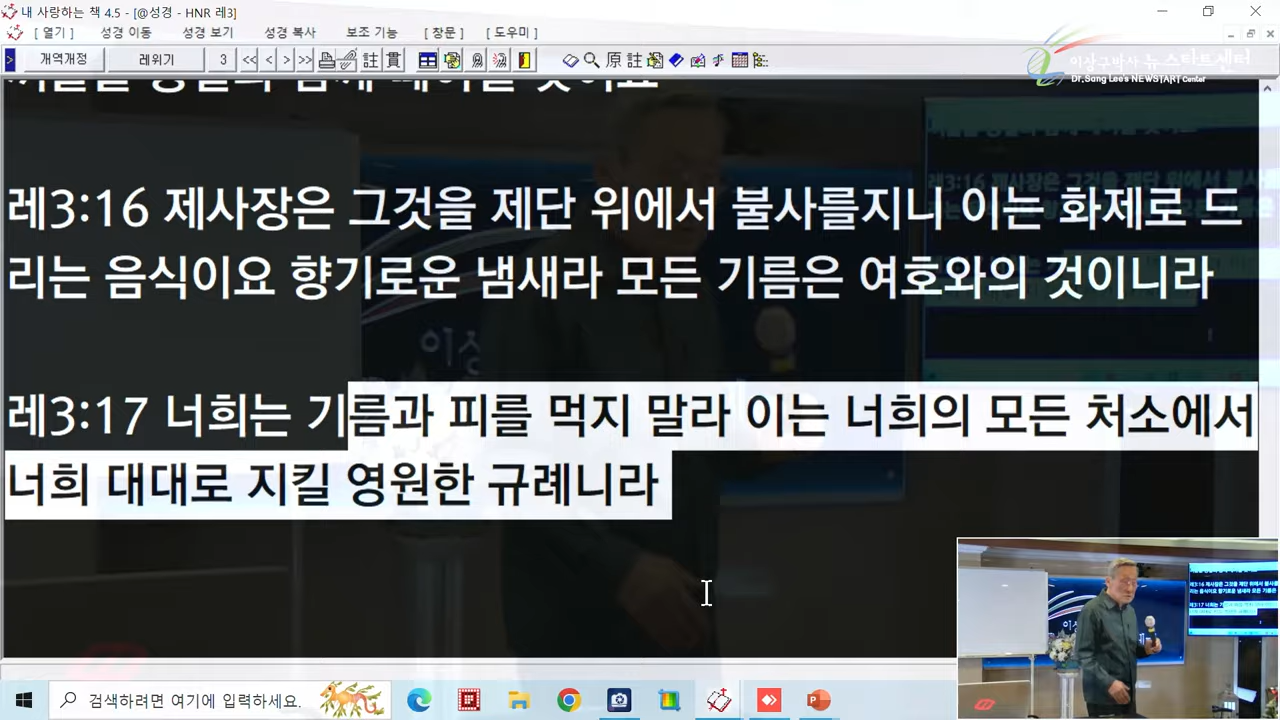 내 사랑하는 책 4.5 - [@성경 - HNR 레3]
[ 열기 ] 성경 이동 성경 보기 성경 복사 보조 기능 [ 창문 ] [ 도우미 ]
개역개정 레위기 3 << < > >> 註 貫 原 註
이상구박사 뉴스타트센터
Dr.Sang Lee's NEWSTART Center
레3:16 제사장은 그것을 제단 위에서 불사를지니 이는 화제로 드
리는 음식이요 향기로운 냄새라 모든 기름은 여호와의 것이니라
레3:17 너희는 기름과 피를 먹지 말라 이는 너희의 모든 처소에서
너희 대대로 지킬 영원한 규례니라
검색하려면 여기에 입력하세요.